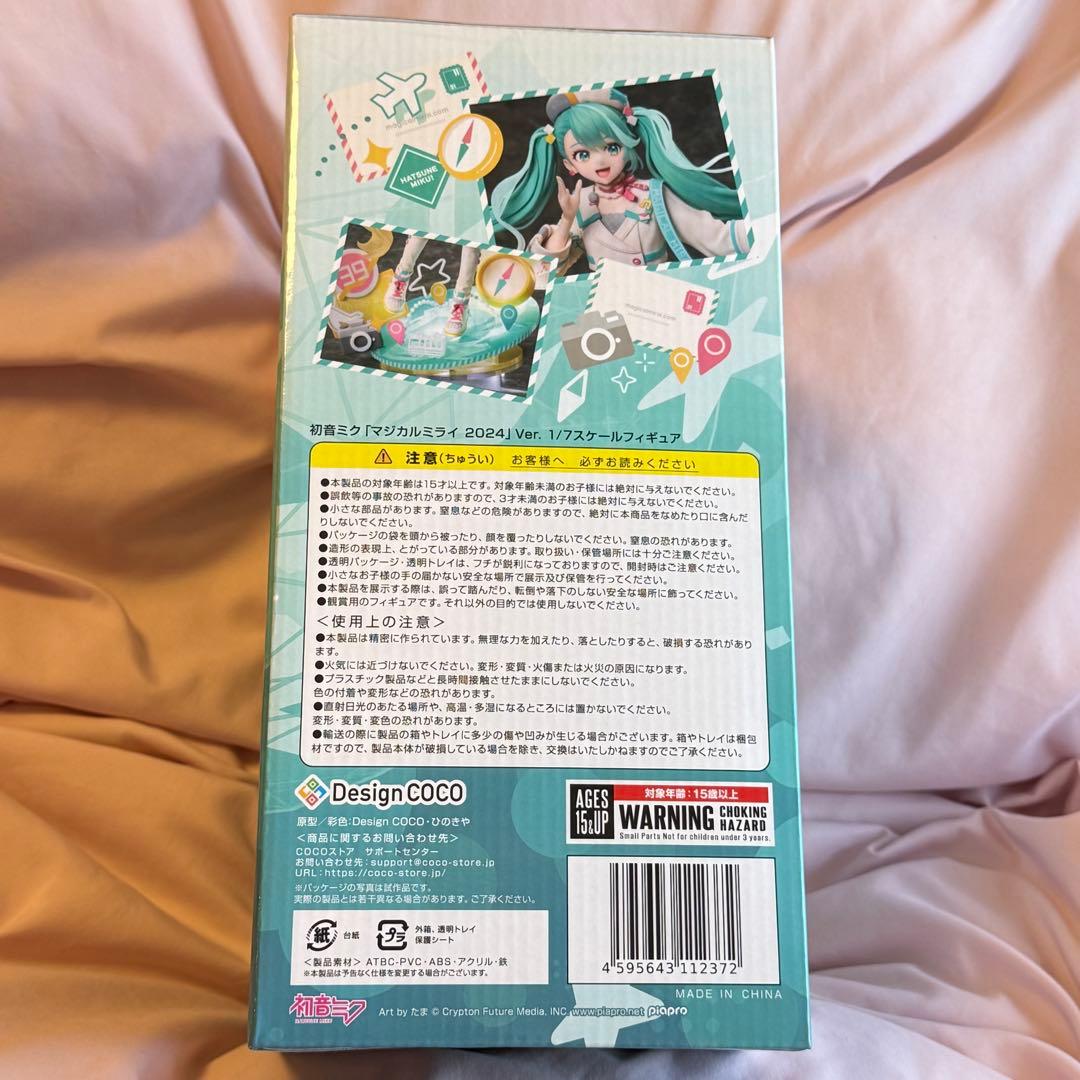 magicalmirai.com
HATSUNE
MIKU!
39
magicalmirai.com
初音ミク「マジカルミライ 2024」Ver. 1/7スケールフィギュア
注意(ちゅうい) お客様へ 必ずお読みください
●本製品の対象年齢は15才以上です。対象年齢未満のお子様には絶対に与えないでください。
●誤飲等の事故の恐れがありますので、3才未満のお子様には絶対に与えないでください。
●小さな部品があります。窒息などの危険がありますので、絶対に本商品をなめたり口に含んだ
りしないでください。
●パッケージの袋を頭から被ったり、顔を覆ったりしないでください。窒息の恐れがあります。
●造形の表現上、とがっている部分があります。取り扱い・保管場所には十分ご注意ください。
●透明パッケージ・透明トレイは、フチが鋭利になっておりますので、開封時はご注意ください。
●小さなお子様の手の届かない安全な場所で展示及び保管を行ってください。
●本製品を展示する際は、誤って踏んだり、転倒や落下のしない安全な場所に飾ってください。
●観賞用のフィギュアです。それ以外の目的では使用しないでください。
＜使用上の注意＞
●本製品は精密に作られています。無理な力を加えたり、落としたりすると、破損する恐れがあり
ます。
●火気には近づけないでください。変形・変質・火傷または火災の原因になります。
●プラスチック製品などと長時間接触させたままにしないでください。
色の付着や変形などの恐れがあります。
●直射日光のあたる場所や、高温・多湿になるところには置かないでください。
変形・変質・変色の恐れがあります。
●輸送の際に製品の箱やトレイに多少の傷や凹みが生じる場合がございます。箱やトレイは梱包
材ですので、製品本体が破損している場合を除き、交換はいたしかねますのでご了承ください。
Design COCO
原型／彩色：Design COCO・ひのきや
＜商品に関するお問い合わせ先＞
COCOストア サポートセンター
お問い合わせ先：support@coco-store.jp
URL：https://coco-store.jp/
※パッケージの写真は試作品です。
実際の製品とは若干異なる場合があります。ご了承ください。
AGES
15&UP
対象年齢：15歳以上
WARNING CHOKING
HAZARD
Small Parts Not for children under 3 years.
紙 台紙
プラ 外箱、透明トレイ
保護シート
＜製品素材＞ ATBC-PVC・ABS・アクリル・鉄
※本製品は予告なく仕様を変更する場合がございます。
4 595643 112372
MADE IN CHINA
初音ミク
HATSUNE MIKU
Art by たま © Crypton Future Media, INC. www.piapro.net piapro